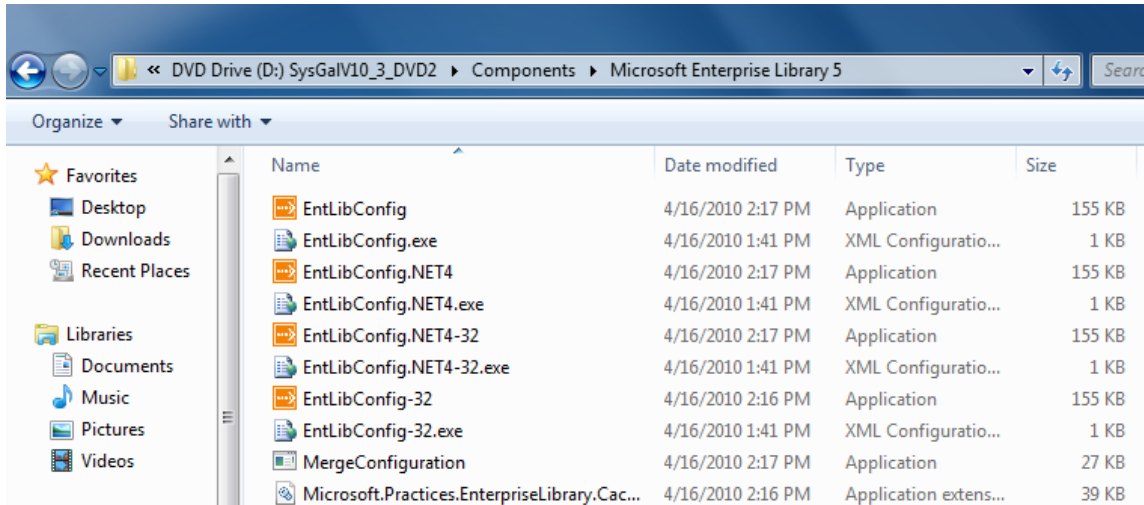 « DVD Drive (D:) SysGalV10_3_DVD2 ▸ Components ▸ Microsoft Enterprise Library 5
Organize Share with
Name Date modified Type Size
Favorites
Desktop
Downloads
Recent Places
Libraries
Documents
Music
Pictures
Videos
EntLibConfig 4/16/2010 2:17 PM Application 155 KB
EntLibConfig.exe 4/16/2010 1:41 PM XML Configuratio... 1 KB
EntLibConfig.NET4 4/16/2010 2:17 PM Application 155 KB
EntLibConfig.NET4.exe 4/16/2010 1:41 PM XML Configuratio... 1 KB
EntLibConfig.NET4-32 4/16/2010 2:17 PM Application 155 KB
EntLibConfig.NET4-32.exe 4/16/2010 1:41 PM XML Configuratio... 1 KB
EntLibConfig-32 4/16/2010 2:16 PM Application 155 KB
EntLibConfig-32.exe 4/16/2010 1:41 PM XML Configuratio... 1 KB
MergeConfiguration 4/16/2010 2:17 PM Application 27 KB
Microsoft.Practices.EnterpriseLibrary.Cac... 4/16/2010 2:16 PM Application extens... 39 KB